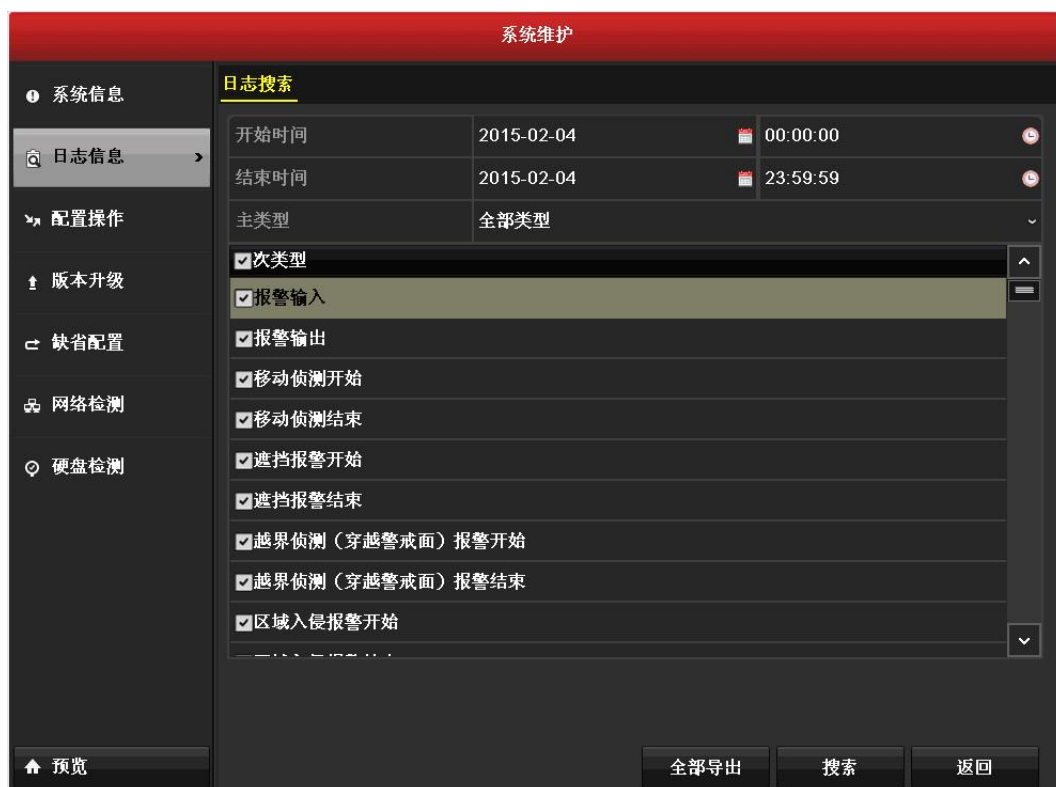 系统维护
系统信息
日志信息
配置操作
版本升级
缺省配置
网络检测
硬盘检测
预览
日志搜索
开始时间 2015-02-04 00:00:00
结束时间 2015-02-04 23:59:59
主类型 全部类型
次类型
报警输入
报警输出
移动侦测开始
移动侦测结束
遮挡报警开始
遮挡报警结束
越界侦测（穿越警戒面）报警开始
越界侦测（穿越警戒面）报警结束
区域入侵报警开始
全部导出 搜索 返回